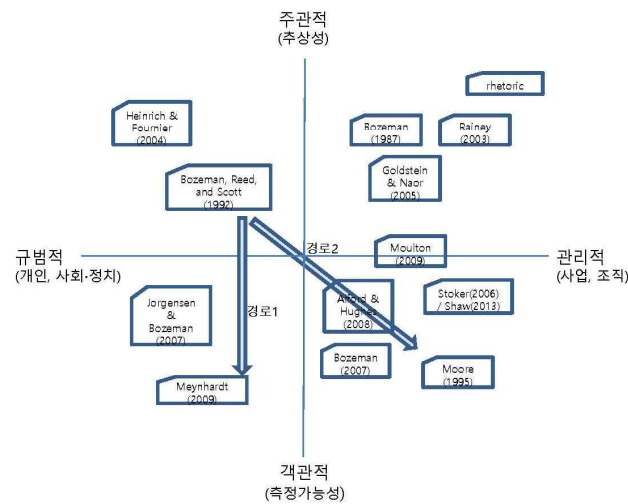 주관적
(추상성)
rhetoric
Heinrich &
Fournier
(2004)
Bozeman
(1987)
Rainey
(2003)
Goldstein
& Naor
(2005)
Bozeman, Reed,
and Scott
(1992)
경로2
Moulton
(2009)
규범적
(개인, 사회·정치)
관리적
(사업, 조직)
Jorgensen
&
Bozeman
(2007)
경로1
Alford &
Hughes
(2008)
Stoker(2006)
/ Shaw(2013)
Bozeman
(2007)
Moore
(1995)
Meynhardt
(2009)
객관적
(측정가능성)